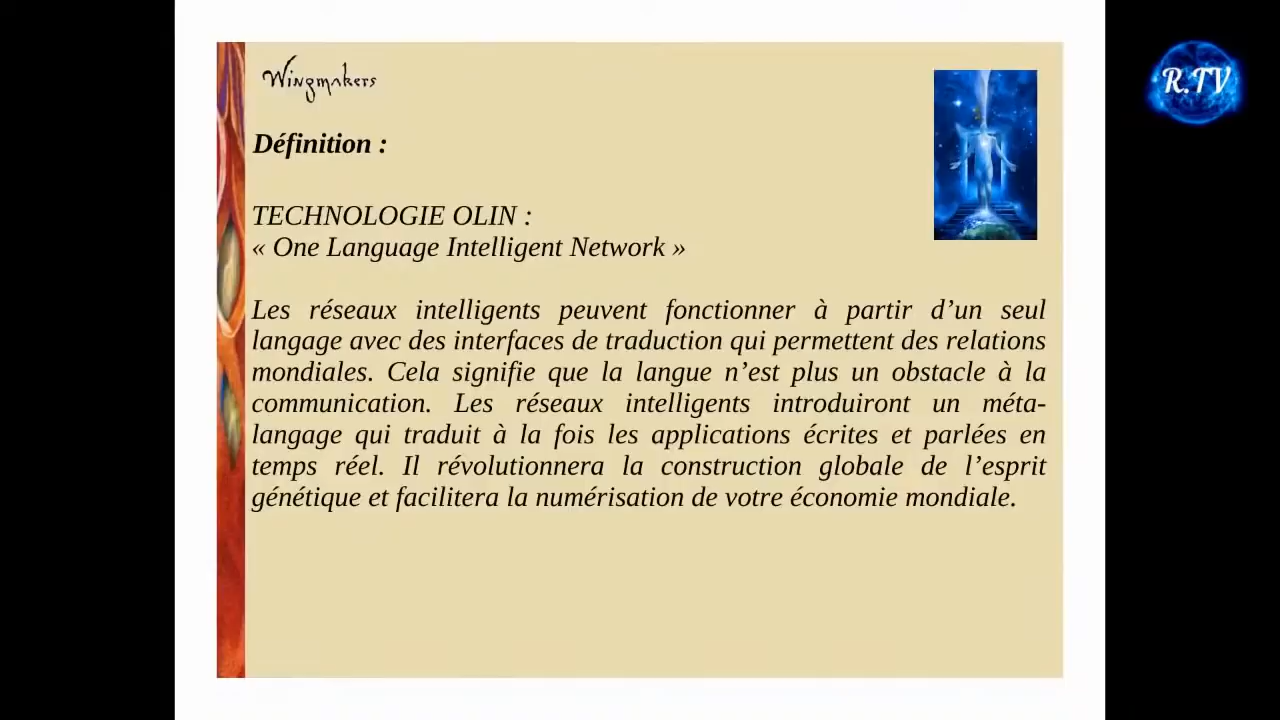 Wingmakers
R.TV
Définition :
TECHNOLOGIE OLIN :
« One Language Intelligent Network »
Les réseaux intelligents peuvent fonctionner à partir d’un seul
langage avec des interfaces de traduction qui permettent des relations
mondiales. Cela signifie que la langue n’est plus un obstacle à la
communication. Les réseaux intelligents introduiront un méta-
langage qui traduit à la fois les applications écrites et parlées en
temps réel. Il révolutionnera la construction globale de l’esprit
génétique et facilitera la numérisation de votre économie mondiale.